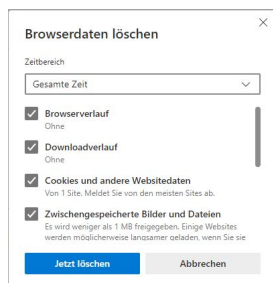 Browserdaten löschen
Zeitbereich
Gesamte Zeit
Browserverlauf
Ohne
Downloadverlauf
Ohne
Cookies und andere Websitedaten
Von 1 Site. Meldet Sie von den meisten Sites ab.
Zwischengespeicherte Bilder und Dateien
Es wird weniger als 1 MB freigegeben. Einige Websites
werden möglicherweise langsamer geladen, wenn Sie sie
Jetzt löschen
Abbrechen